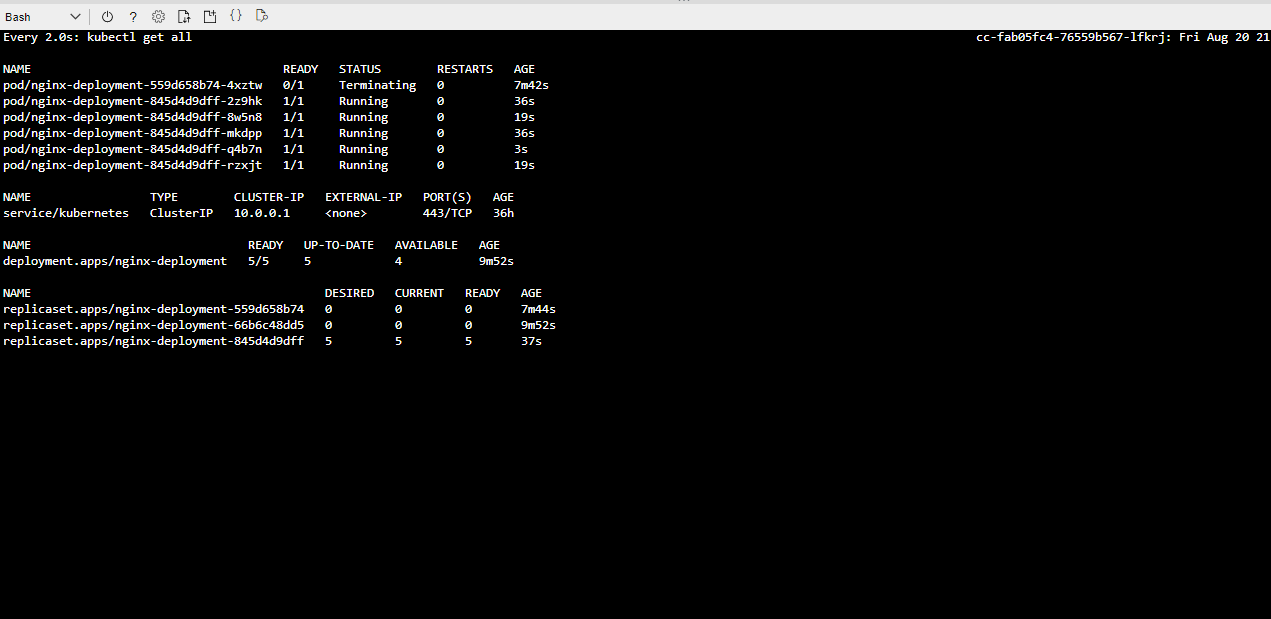 Bash
Every 2.0s: kubectl get all cc-fab05fc4-76559b567-lfkrj: Fri Aug 20 21
NAME READY STATUS RESTARTS AGE
pod/nginx-deployment-559d658b74-4xztw 0/1 Terminating 0 7m42s
pod/nginx-deployment-845d4d9dff-2z9hk 1/1 Running 0 36s
pod/nginx-deployment-845d4d9dff-8w5n8 1/1 Running 0 19s
pod/nginx-deployment-845d4d9dff-mkdpp 1/1 Running 0 36s
pod/nginx-deployment-845d4d9dff-q4b7n 1/1 Running 0 3s
pod/nginx-deployment-845d4d9dff-rzxjt 1/1 Running 0 19s
NAME TYPE CLUSTER-IP EXTERNAL-IP PORT(S) AGE
service/kubernetes ClusterIP 10.0.0.1 <none> 443/TCP 36h
NAME READY UP-TO-DATE AVAILABLE AGE
deployment.apps/nginx-deployment 5/5 5 4 9m52s
NAME DESIRED CURRENT READY AGE
replicaset.apps/nginx-deployment-559d658b74 0 0 0 7m44s
replicaset.apps/nginx-deployment-66b6c48dd5 0 0 0 9m52s
replicaset.apps/nginx-deployment-845d4d9dff 5 5 5 37s